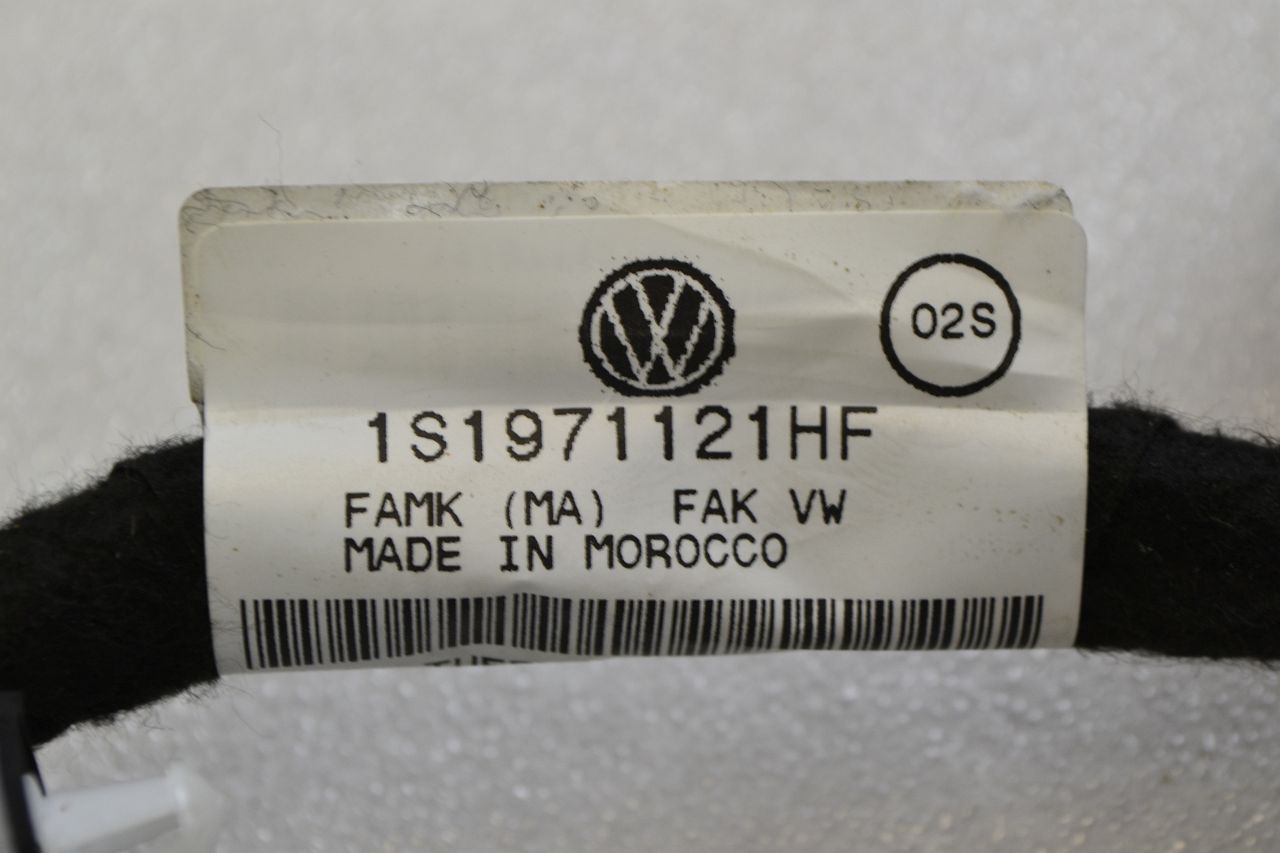 02S
1S1971121HF
FAMK (MA) FAK VW
MADE IN MOROCCO